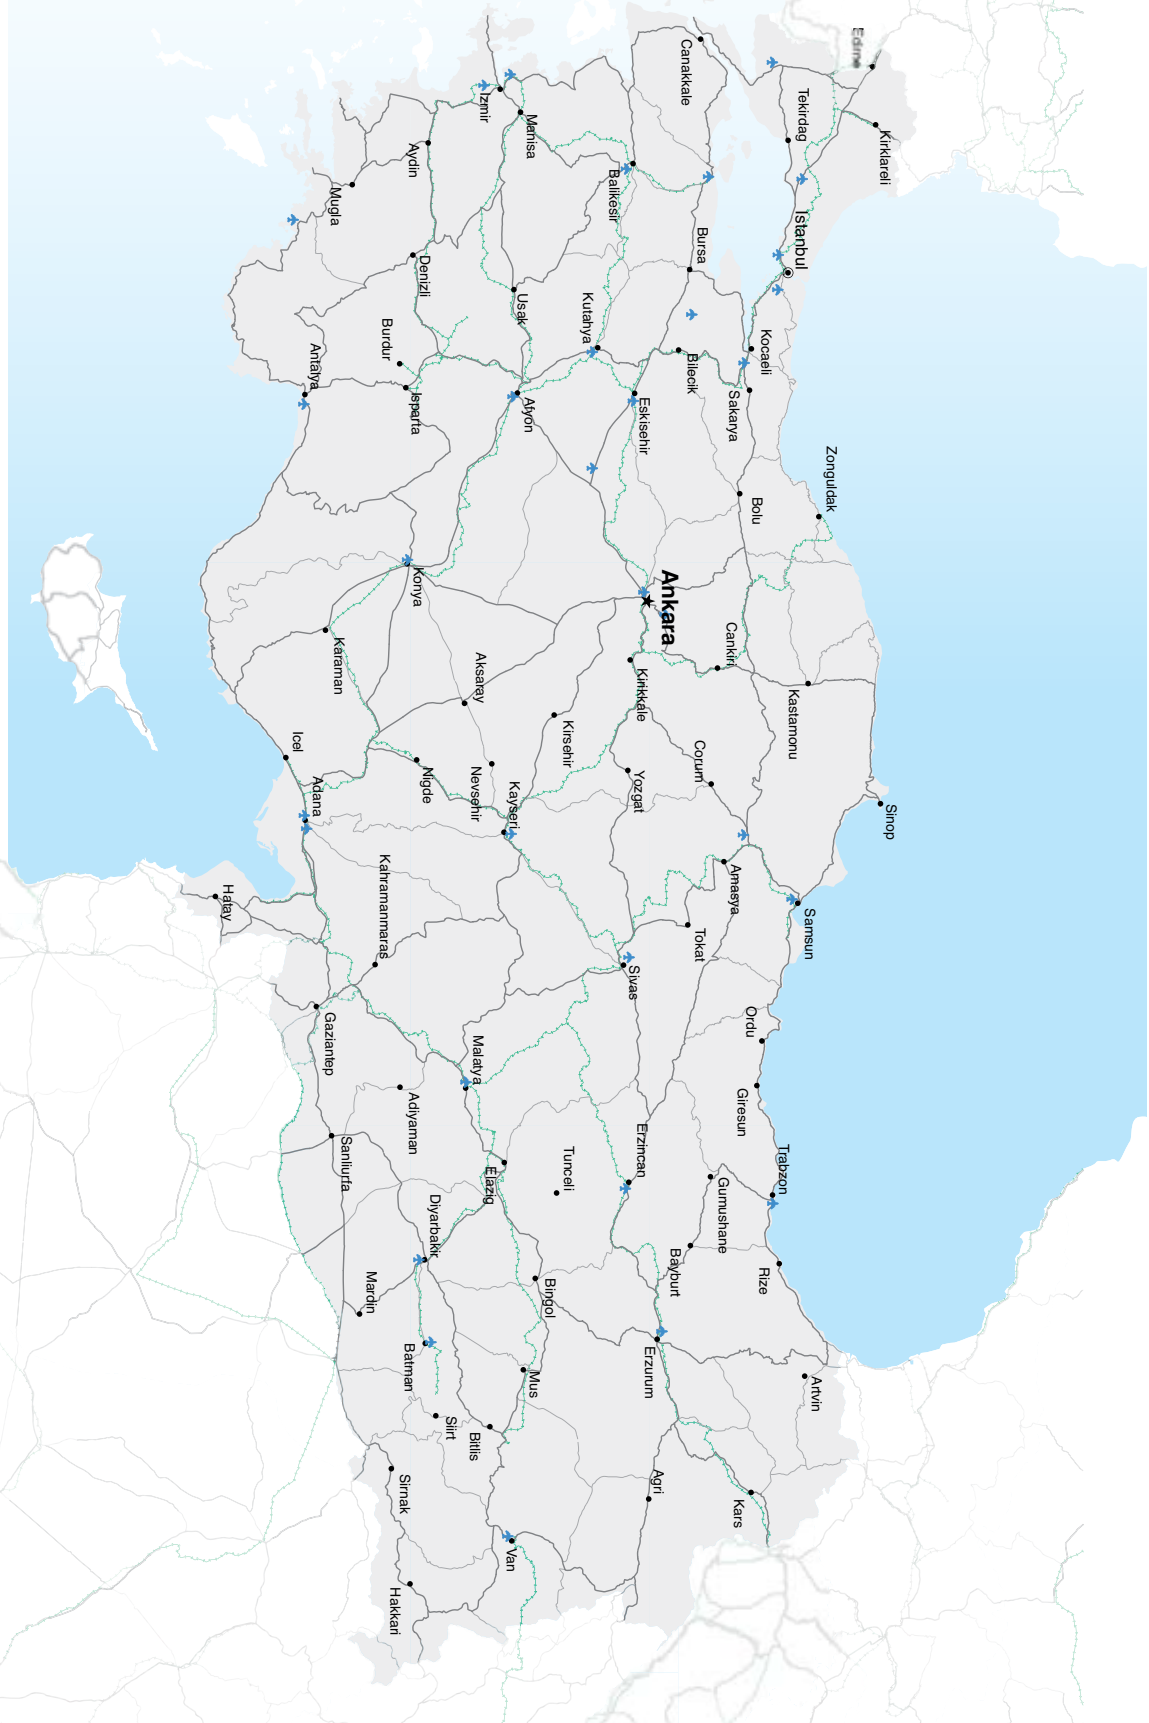 Edirne
Kirklareli
Tekirdag
Istanbul
Canakkale
Bursa
Kocaeli
Sakarya
Bilecik
Zonguldak
Bolu
Kastamonu
Cankiri
Sinop
Corum
Amasya
Samsun
Tokat
Ordu
Giresun
Trabzon
Gumushane
Bayburt
Rize
Artvin
Kars
Balikesir
Kutahya
Eskisehir
Ankara
Kirikkale
Yozgat
Kirsehir
Sivas
Erzincan
Tunceli
Erzurum
Agri
Izmir
Manisa
Usak
Afyon
Aksaray
Nevsehir
Kayseri
Malatya
Elazig
Bingol
Mus
Bitlis
Van
Aydin
Mugla
Denizli
Burdur
Isparta
Antalya
Konya
Karaman
Nigde
Icel
Adana
Kahramanmaras
Hatay
Gaziantep
Adiyaman
Sanliurfa
Diyarbakir
Mardin
Batman
Siirt
Sirnak
Hakkari